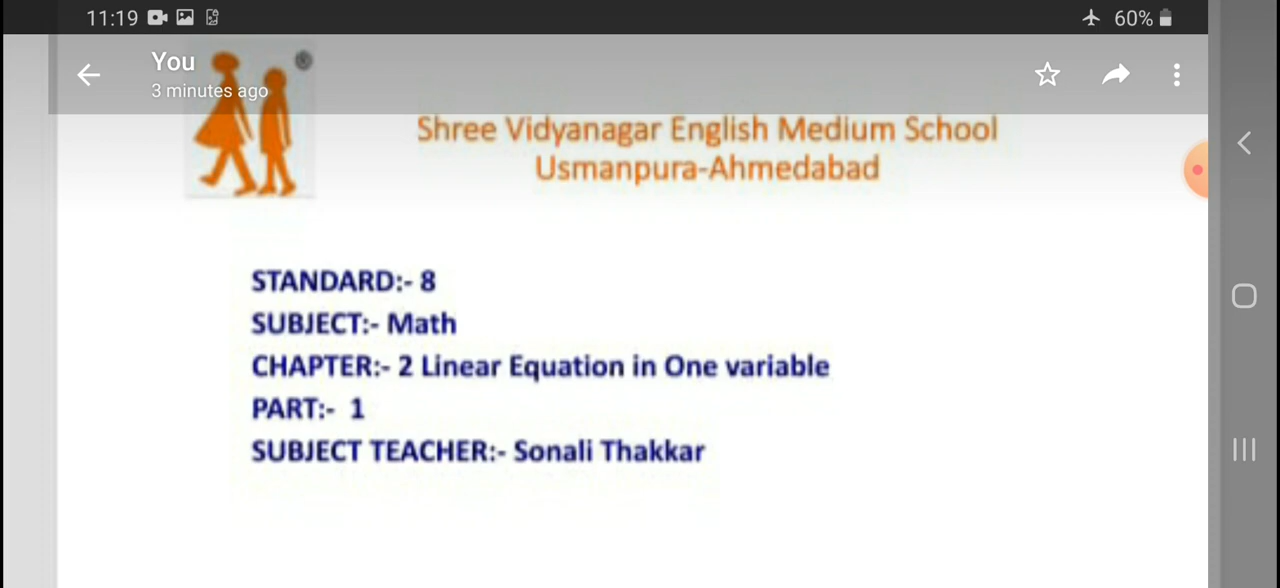 11:19
60%
You
3 minutes ago
Shree Vidyanagar English Medium School
Usmanpura-Ahmedabad
STANDARD:- 8
SUBJECT:- Math
CHAPTER:- 2 Linear Equation in One variable
PART:- 1
SUBJECT TEACHER:- Sonali Thakkar